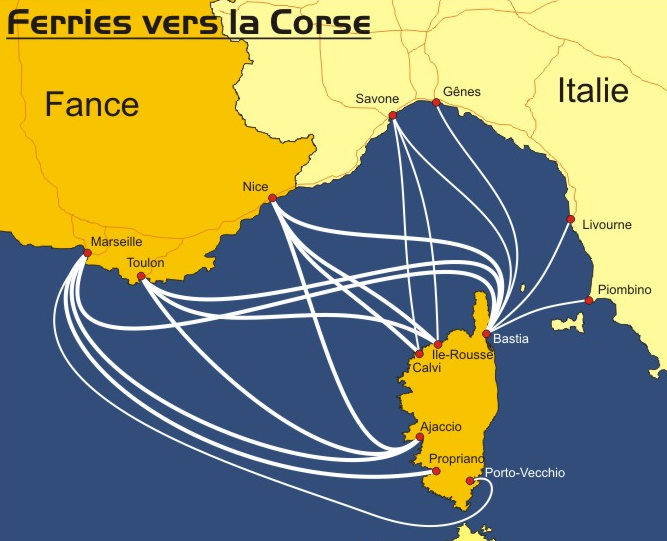 Ferries vers la Corse
Fance
Italie
Savone
Gênes
Nice
Livourne
Marseille
Toulon
Piombino
Bastia
Ile-Rousse
Calvi
Ajaccio
Propriano
Porto-Vecchio